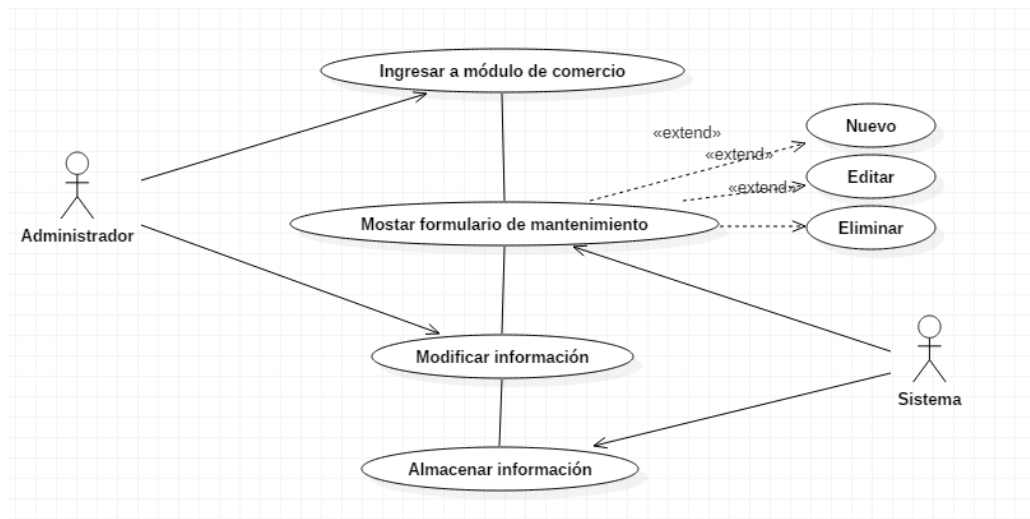 Ingresar a módulo de comercio
Nuevo
«extend»
«extend»
Editar
«extend»
Mostar formulario de mantenimiento
Eliminar
Administrador
Modificar información
Sistema
Almacenar información